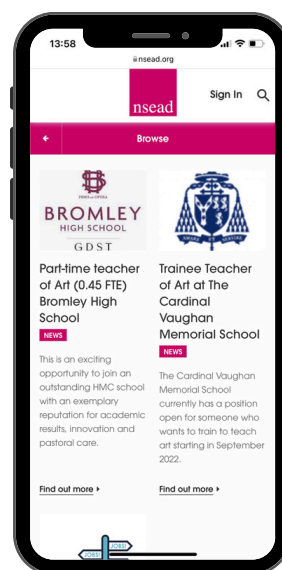 13:58
nsead.org
nsead
Sign In
Browse
BROMLEY
HIGH SCHOOL
GDST
Part-time teacher
of Art (0.45 FTE)
Bromley High
School
NEWS
This is an exciting
opportunity to join an
outstanding HMC school
with an exemplary
reputation for academic
results, innovation and
pastoral care.
Find out more
Trainee Teacher
of Art at The
Cardinal
Vaughan
Memorial School
NEWS
The Cardinal Vaughan
Memorial School
currently has a position
open for someone who
wants to train to teach
art starting in September
2022.
Find out more
JOBS!
JOBS!